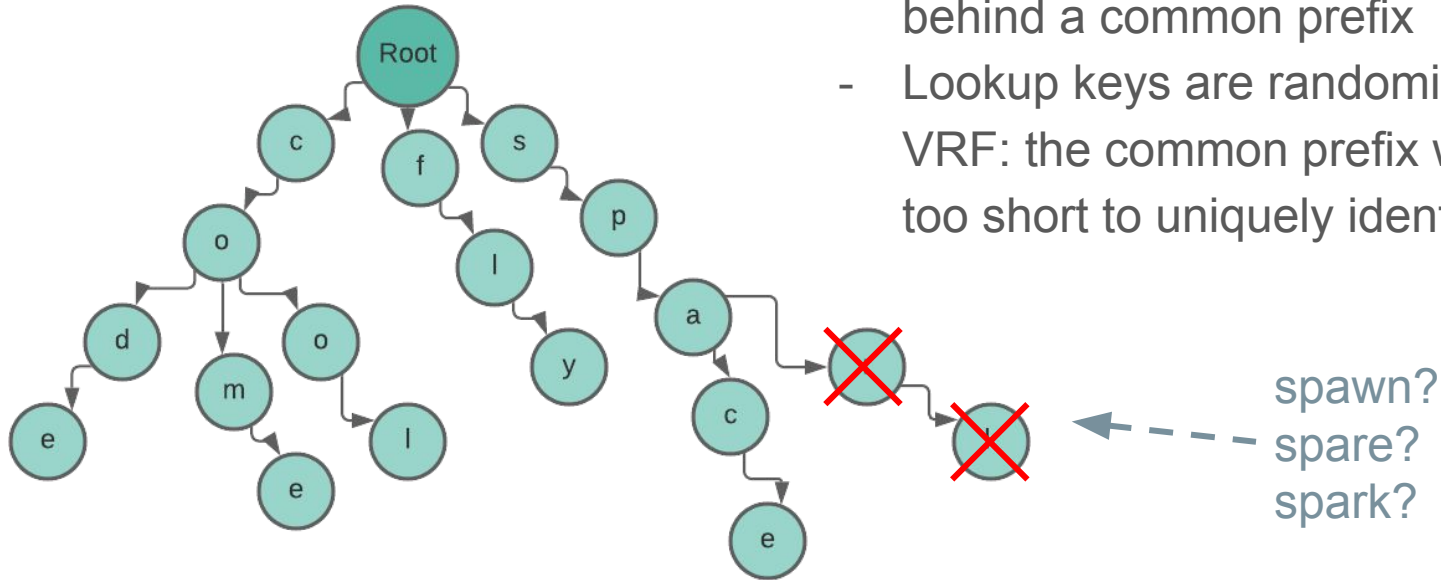 behind a common prefix
- Lookup keys are randomi
VRF: the common prefix w
too short to uniquely ident
Root
c
f
s
o
p
d
m
o
l
a
e
e
l
y
c
e
spawn?
spare?
spark?